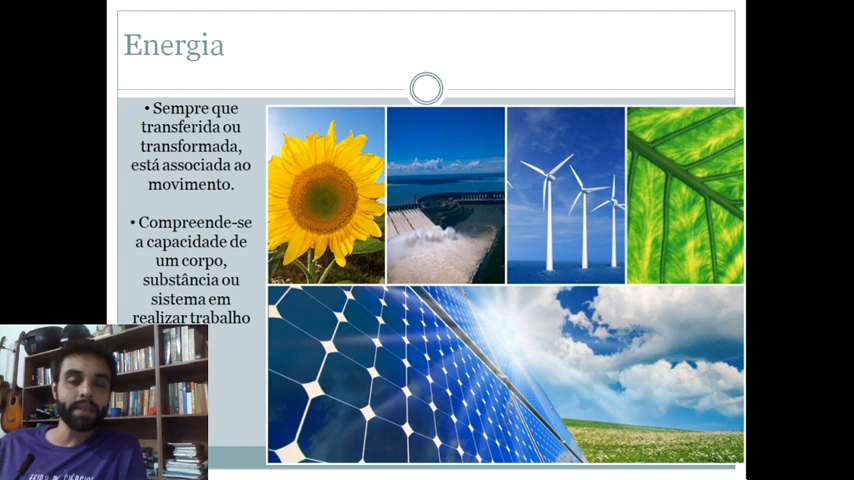 Energia
• Sempre que
transferida ou
transformada,
está associada ao
movimento.
• Compreende-se
a capacidade de
um corpo,
substância ou
sistema em
realizar trabalho